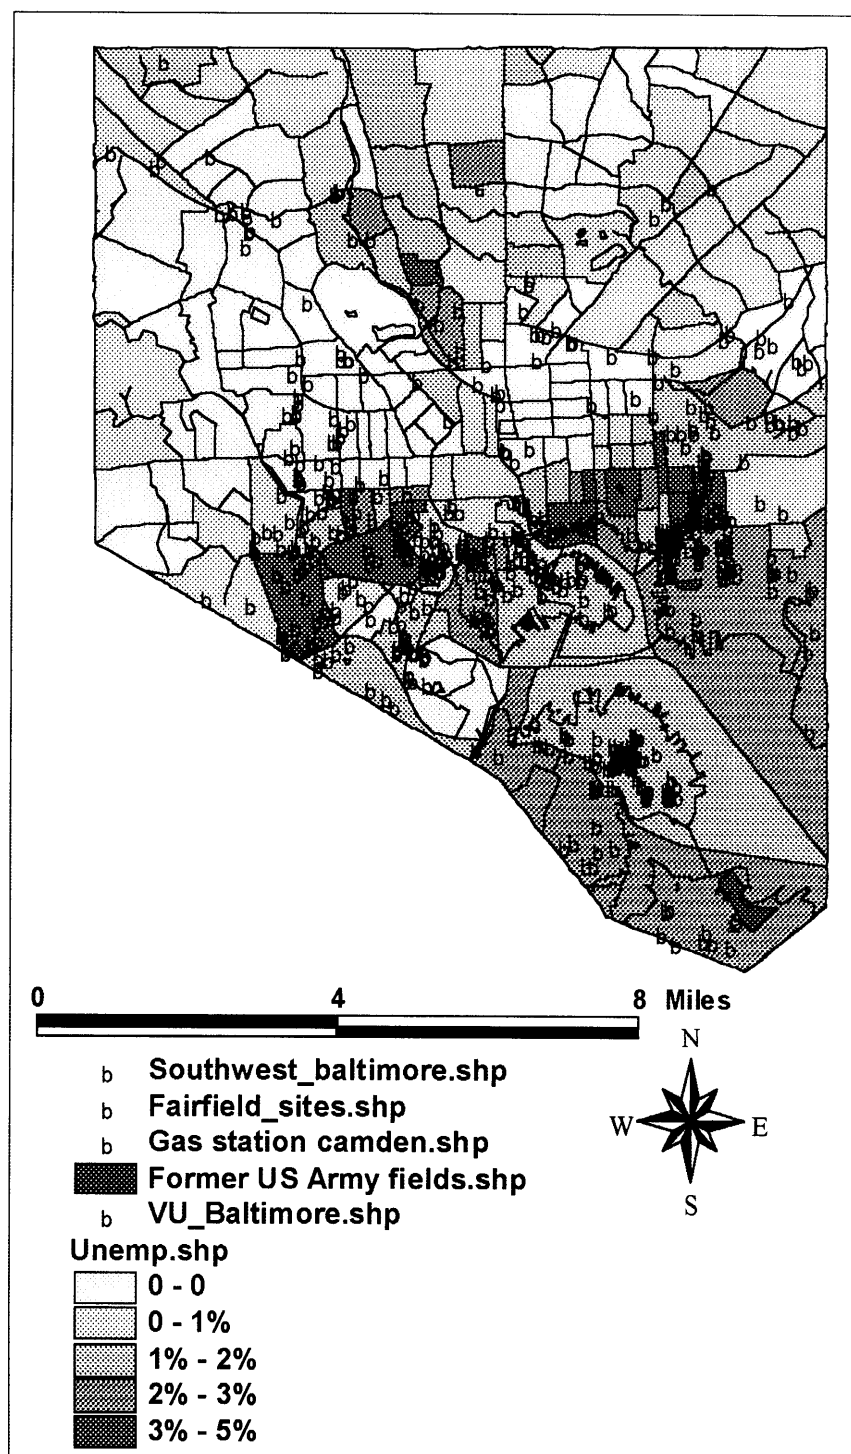 0 4 8 Miles
N
W E
S
b Southwest_baltimore.shp
b Fairfield_sites.shp
b Gas station camden.shp
Former US Army fields.shp
b VU_Baltimore.shp
Unemp.shp
0 - 0
0 - 1%
1% - 2%
2% - 3%
3% - 5%